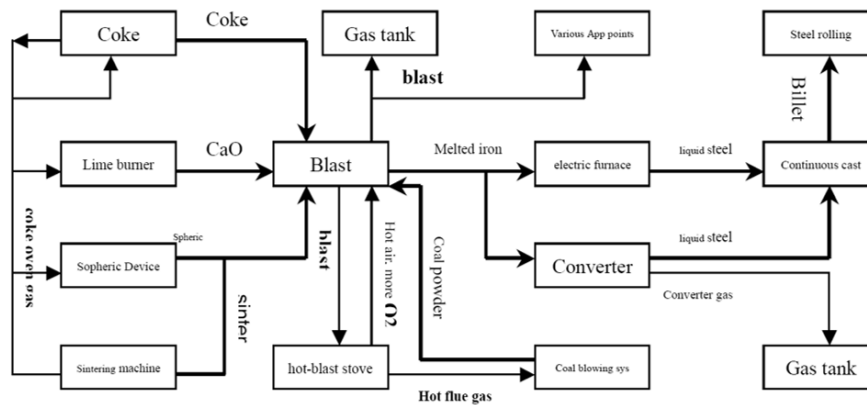 Coke
Coke
Gas tank
Various App points
Steel rolling
blast
Billet
Lime burner
CaO
Blast
Melted iron
electric furnace
liquid steel
Continuous cast
coke oven gas
Spheric
Sopheric Device
sinter
blast
Hot air, more O2
Coal powder
liquid steel
Converter
Converter gas
Sintering machine
hot-blast stove
Hot flue gas
Coal blowing sys
Gas tank